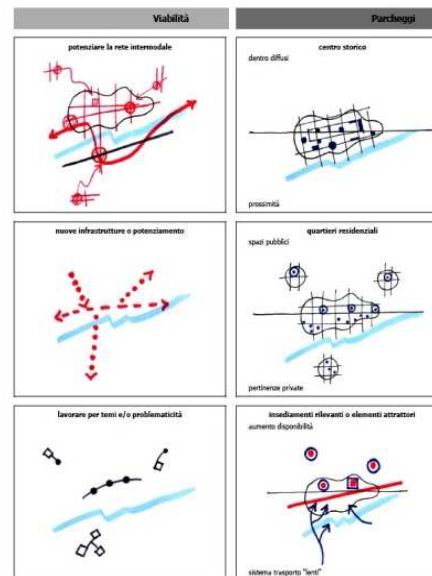 Viabilità
Parcheggi
potenziare la rete intermodale
centro storico
dentro diffusi
prossimità
nuove infrastrutture o potenziamento
quartieri residenziali
spazi pubblici
pertinenze private
lavorare per temi e/o problematicità
insediamenti rilevanti o elementi attrattori
aumento disponibilità
sistema trasporto "lenti"